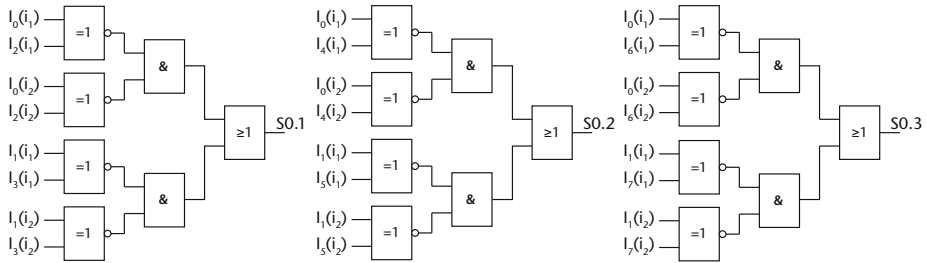 I₀(i₁)
I₂(i₁)
=1
I₀(i₂)
I₂(i₂)
=1
&
I₁(i₁)
I₃(i₁)
=1
I₁(i₂)
I₃(i₂)
=1
&
≥1
S0.1
I₀(i₁)
I₄(i₁)
=1
I₀(i₂)
I₄(i₂)
=1
&
I₁(i₁)
I₅(i₁)
=1
I₁(i₂)
I₅(i₂)
=1
&
≥1
S0.2
I₀(i₁)
I₆(i₁)
=1
I₀(i₂)
I₆(i₂)
=1
&
I₁(i₁)
I₇(i₁)
=1
I₁(i₂)
I₇(i₂)
=1
&
≥1
S0.3